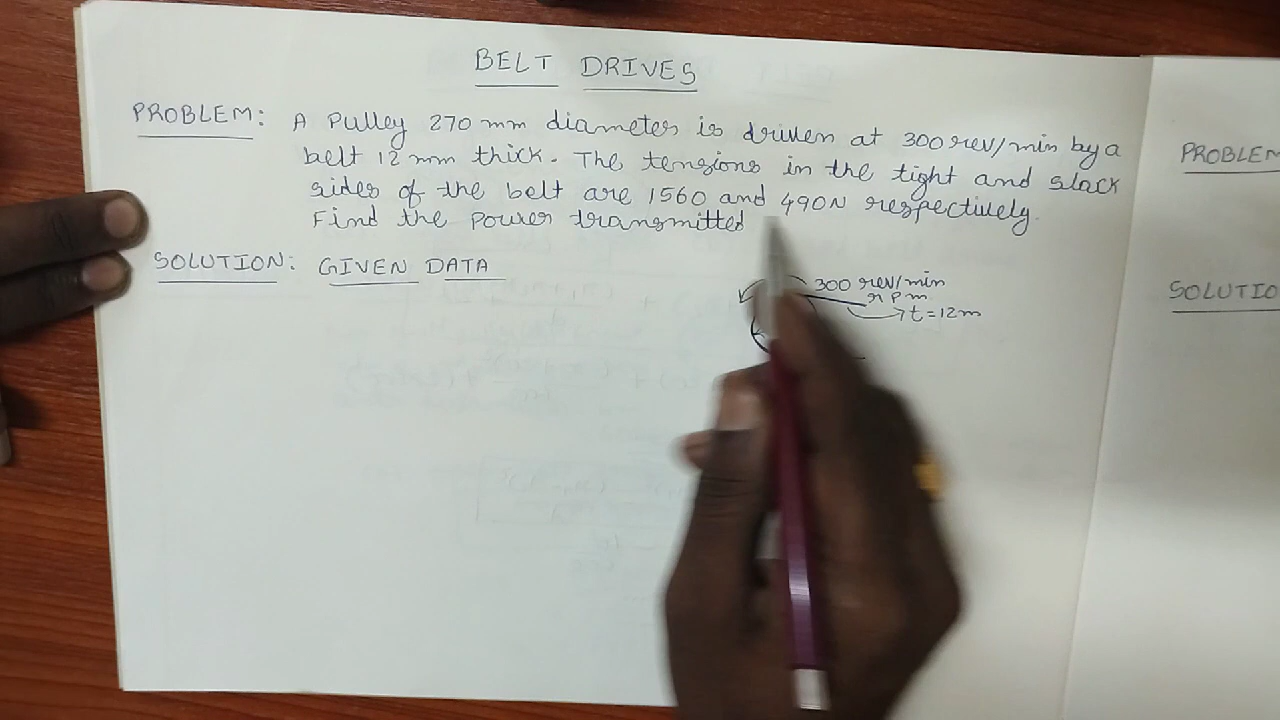 BELT DRIVES
PROBLEM: A Pulley 270 mm diameter is driven at 300 rev/min by a
belt 12 mm thick. The tensions in the tight and slack
sides of the belt are 1560 and 490N respectively.
Find the power transmitted
SOLUTION: GIVEN DATA
300 rev/min
r p m
t = 12m
PROBLEM
SOLUTIO